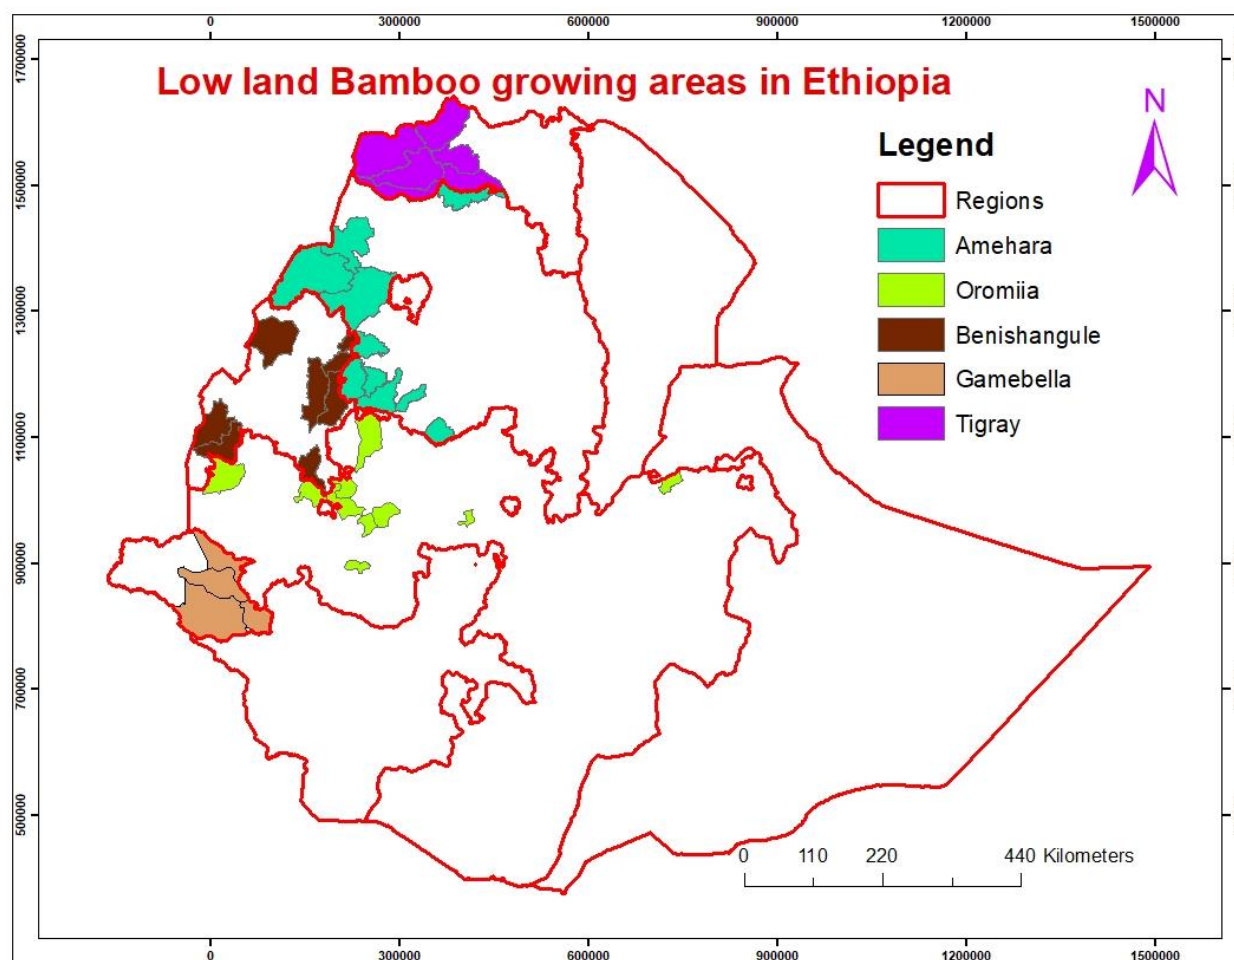 0 300000 600000 900000 1200000 1500000
Low land Bamboo growing areas in Ethiopia
N
Legend
Regions
Amehara
Oromiia
Benishangule
Gamebella
Tigray
1700000
1500000
1300000
1100000
900000
700000
500000
0 110 220 440 Kilometers
0 300000 600000 900000 1200000 1500000